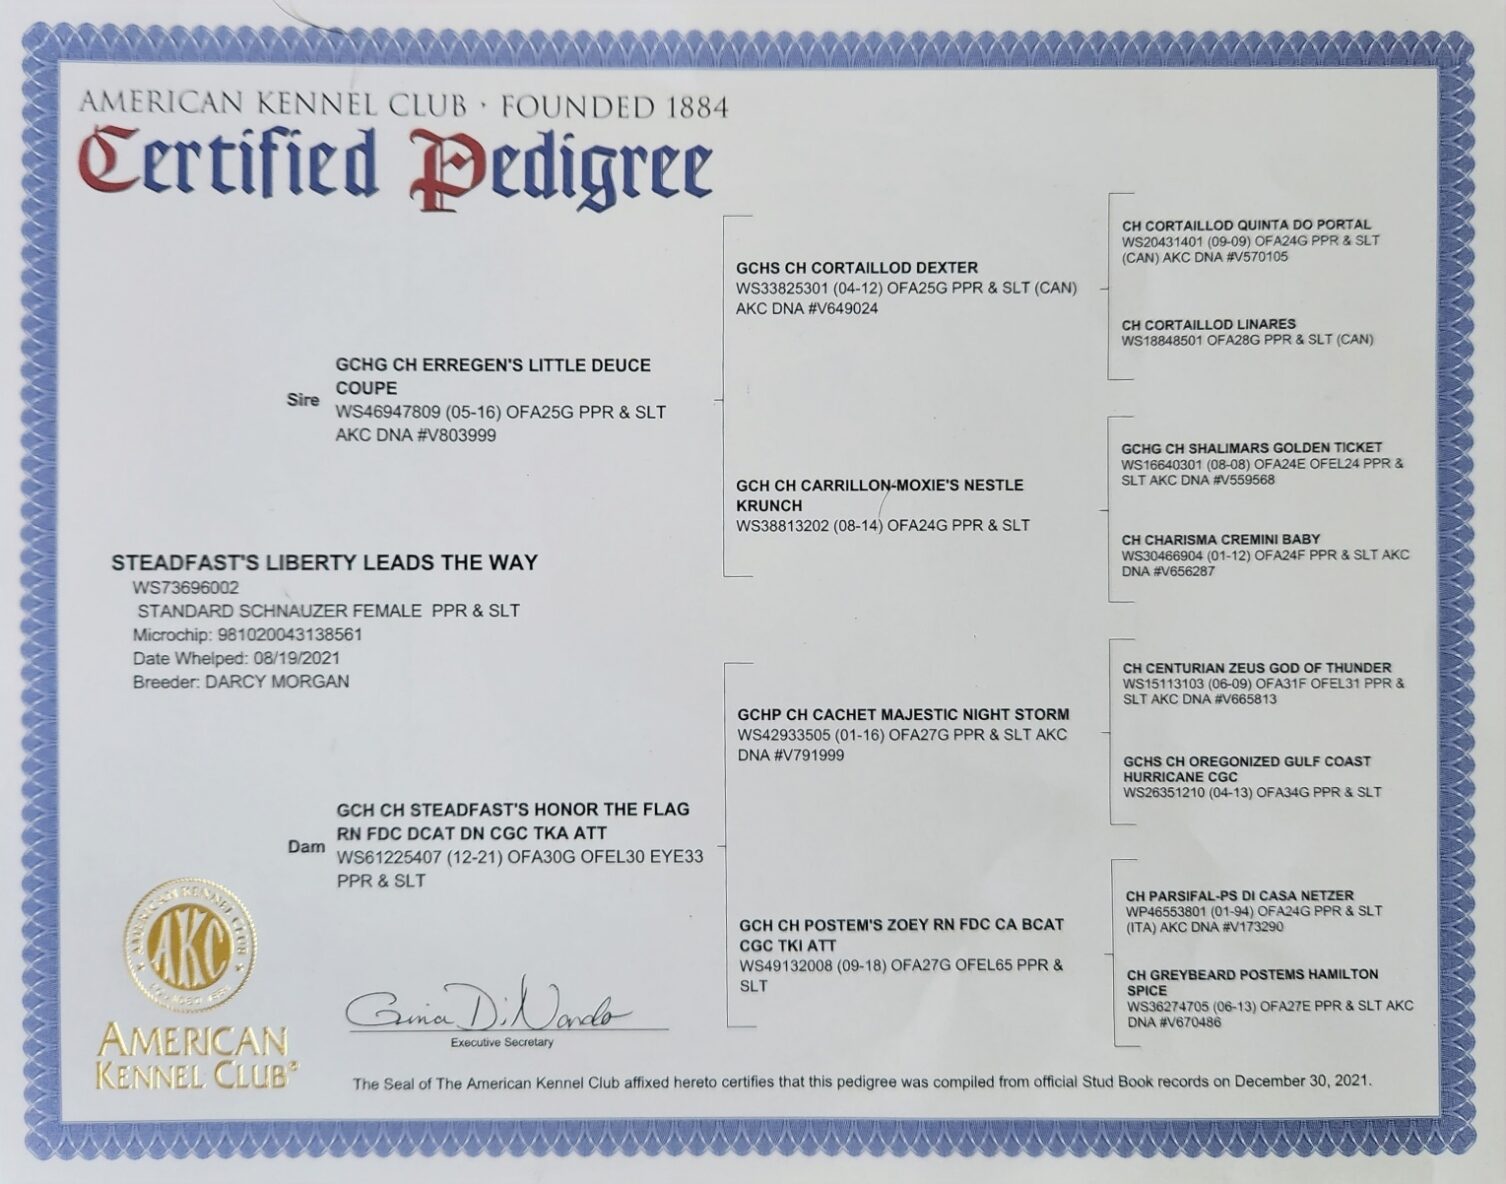 AMERICAN KENNEL CLUB · FOUNDED 1884
Certified Pedigree
Sire
GCHG CH ERREGEN'S LITTLE DEUCE
COUPE
WS46947809 (05-16) OFA25G PPR & SLT
AKC DNA #V803999
STEADFAST'S LIBERTY LEADS THE WAY
WS73696002
STANDARD SCHNAUZER FEMALE PPR & SLT
Microchip: 981020043138561
Date Whelped: 08/19/2021
Breeder: DARCY MORGAN
Dam
GCH CH STEADFAST'S HONOR THE FLAG
RN FDC DCAT DN CGC TKA ATT
WS61225407 (12-21) OFA30G OFEL30 EYE33
PPR & SLT
GCHS CH CORTAILLOD DEXTER
WS33825301 (04-12) OFA25G PPR & SLT (CAN)
AKC DNA #V649024
GCH CH CARRILLON-MOXIE'S NESTLE
KRUNCH
WS38813202 (08-14) OFA24G PPR & SLT
GCHP CH CACHET MAJESTIC NIGHT STORM
WS42933505 (01-16) OFA27G PPR & SLT AKC
DNA #V791999
GCH CH POSTEM'S ZOEY RN FDC CA BCAT
CGC TKI ATT
WS49132008 (09-18) OFA27G OFEL65 PPR &
SLT
CH CORTAILLOD QUINTA DO PORTAL
WS20431401 (09-09) OFA24G PPR & SLT
(CAN) AKC DNA #V570105
CH CORTAILLOD LINARES
WS18848501 OFA28G PPR & SLT (CAN)
GCHG CH SHALIMARS GOLDEN TICKET
WS16640301 (08-08) OFA24E OFEL24 PPR &
SLT AKC DNA #V559568
CH CHARISMA CREMINI BABY
WS30466904 (01-12) OFA24F PPR & SLT AKC
DNA #V656287
CH CENTURIAN ZEUS GOD OF THUNDER
WS15113103 (06-09) OFA31F OFEL31 PPR &
SLT AKC DNA #V665813
GCHS CH OREGONIZED GULF COAST
HURRICANE CGC
WS26351210 (04-13) OFA34G PPR & SLT
CH PARSIFAL-PS DI CASA NETZER
WP46553801 (01-94) OFA24G PPR & SLT
(ITA) AKC DNA #V173290
CH GREYBEARD POSTEMS HAMILTON
SPICE
WS36274705 (06-13) OFA27E PPR & SLT AKC
DNA #V670486
AMERICAN KENNEL CLUB
AKC
AMERICAN
KENNEL CLUB®
Gina DiNardo
Executive Secretary
The Seal of The American Kennel Club affixed hereto certifies that this pedigree was compiled from official Stud Book records on December 30, 2021.